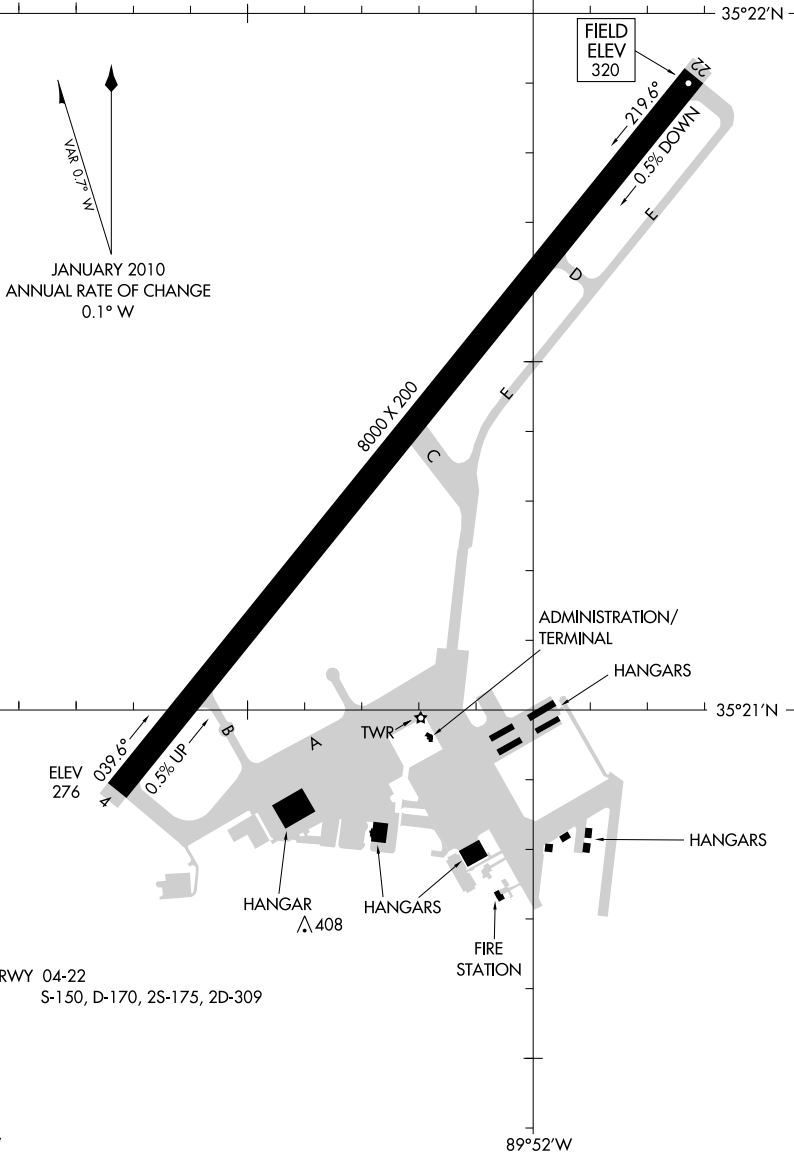 35°22'N
FIELD
ELEV
320
22
219.6°
0.5% DOWN
VAR 0.7° W
E
D
JANUARY 2010
ANNUAL RATE OF CHANGE
0.1° W
E
8000 X 200
C
ADMINISTRATION/
TERMINAL
HANGARS
35°21'N
TWR
B
A
039.6°
0.5% UP
ELEV
276
4
HANGARS
HANGAR
HANGARS
408
FIRE
STATION
RWY 04-22
S-150, D-170, 2S-175, 2D-309
89°52'W